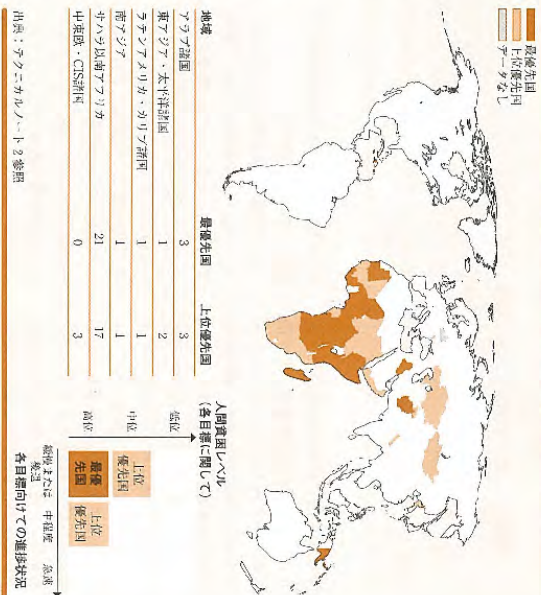 最優先国
上位優先国
データなし
地域 最優先国 上位優先国
アラブ諸国 3 3
東アジア・太平洋諸国 1 2
ラテンアメリカ・カリブ諸国 1 1
南アジア 1 1
サハラ以南アフリカ 21 17
中東欧・CIS諸国 0 3
出典：テクニカルノート2参照
人間貧困レベル
（各目標に関して）
低位
中位
高位
上位
優先国
最優
先国
上位
優先国
緩慢または 中程度 急速
後退
各目標向けての進捗状況